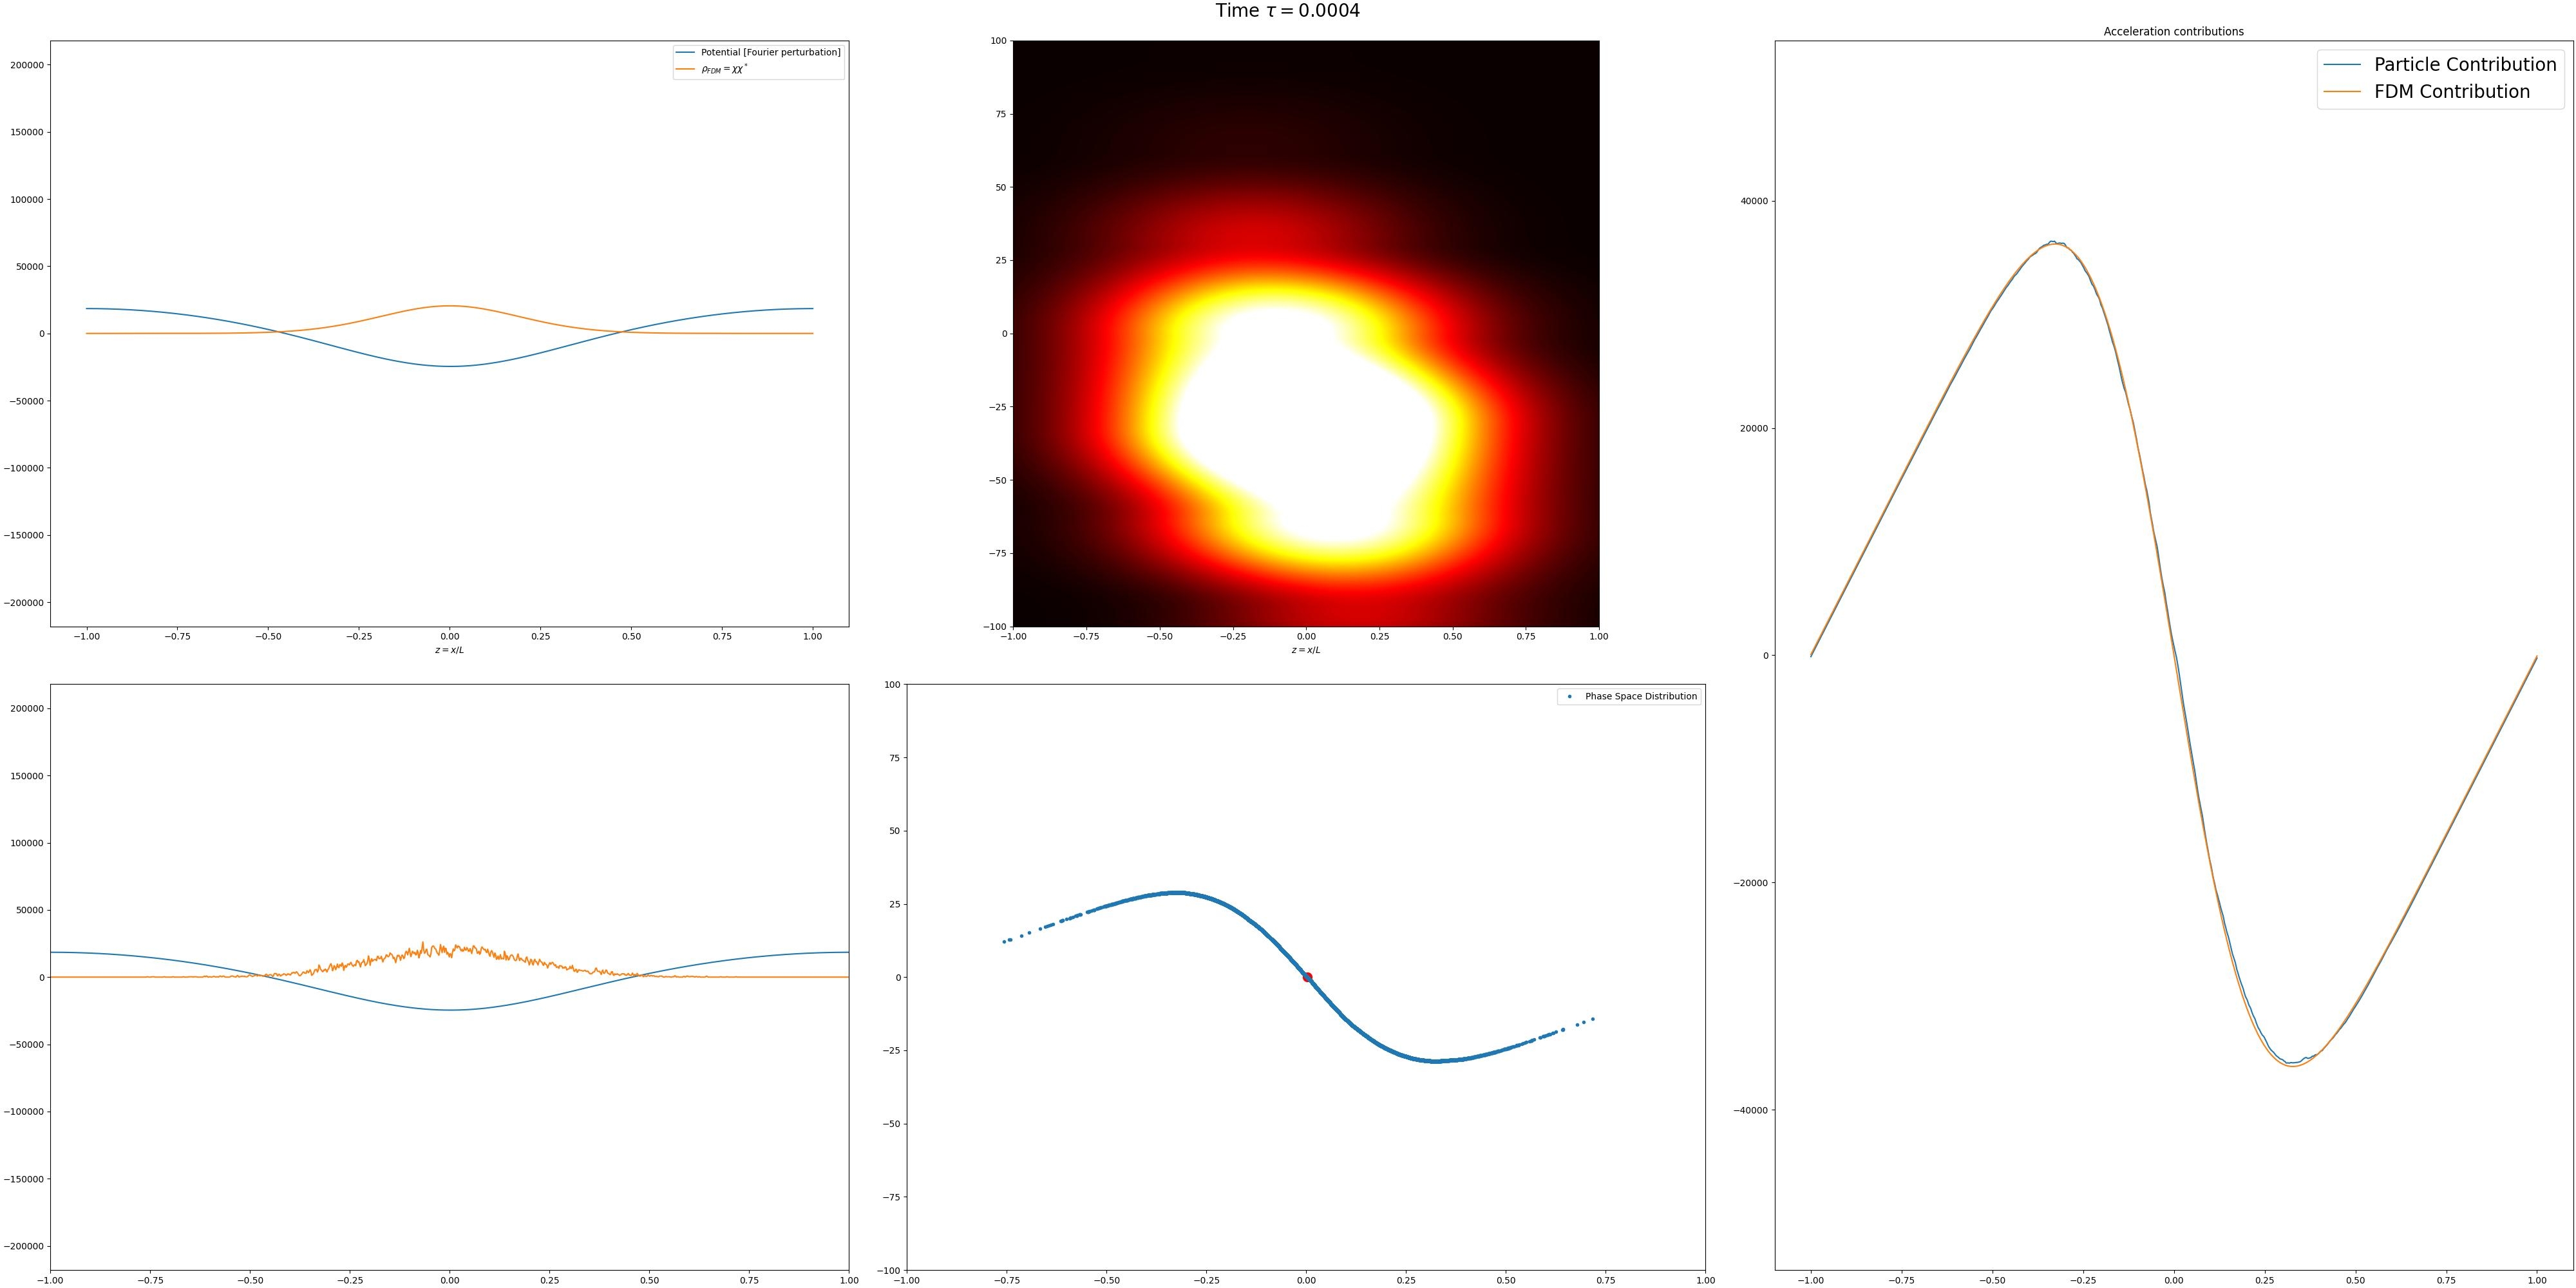 Time τ = 0.0004
Potential [Fourier perturbation]
ρ_FDM = χχ*
200000
150000
100000
50000
0
−50000
−100000
−150000
−200000
−1.00 −0.75 −0.50 −0.25 0.00 0.25 0.50 0.75 1.00
z = x/L
100
75
50
25
0
−25
−50
−75
−100
−1.00 −0.75 −0.50 −0.25 0.00 0.25 0.50 0.75 1.00
z = x/L
Acceleration contributions
Particle Contribution
FDM Contribution
40000
20000
0
−20000
−40000
−1.00 −0.75 −0.50 −0.25 0.00 0.25 0.50 0.75 1.00
200000
150000
100000
50000
0
−50000
−100000
−150000
−200000
−1.00 −0.75 −0.50 −0.25 0.00 0.25 0.50 0.75 1.00
Phase Space Distribution
100
75
50
25
0
−25
−50
−75
−100
−1.00 −0.75 −0.50 −0.25 0.00 0.25 0.50 0.75 1.00